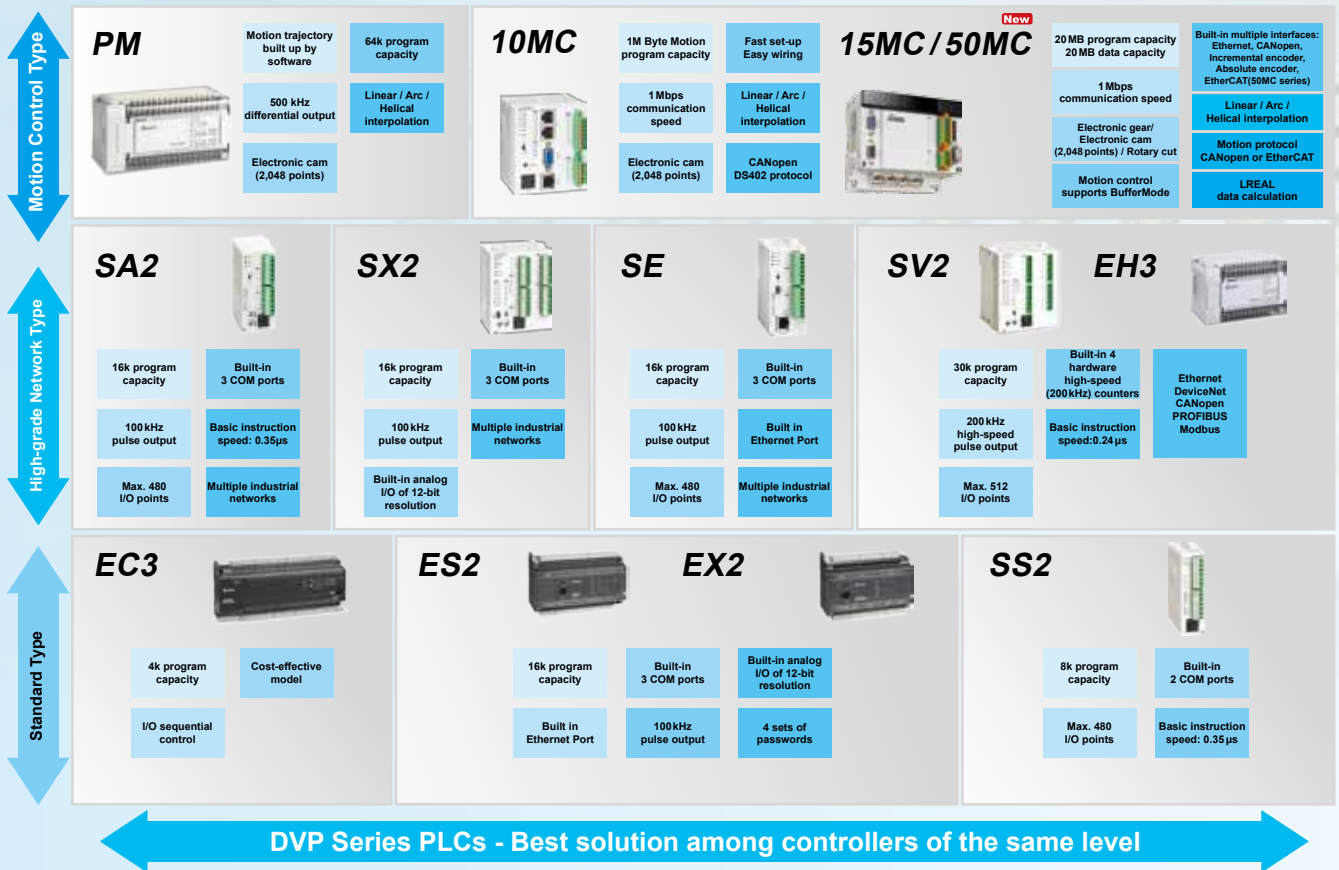 Motion Control Type
PM
Motion trajectory
built up by
software
64k program
capacity
500 kHz
differential output
Linear / Arc /
Helical
interpolation
Electronic cam
(2,048 points)
10MC
1M Byte Motion
program capacity
Fast set-up
Easy wiring
1 Mbps
communication
speed
Linear / Arc /
Helical
interpolation
Electronic cam
(2,048 points)
CANopen
DS402 protocol
New
15MC / 50MC
20 MB program capacity
20 MB data capacity
Built-in multiple interfaces:
Ethernet, CANopen,
Incremental encoder,
Absolute encoder,
EtherCAT(50MC series)
1 Mbps
communication speed
Linear / Arc /
Helical interpolation
Electronic gear/
Electronic cam
(2,048 points) / Rotary cut
Motion protocol
CANopen or EtherCAT
Motion control
supports BufferMode
LREAL
data calculation
High-grade Network Type
SA2
16k program
capacity
Built-in
3 COM ports
100 kHz
pulse output
Basic instruction
speed: 0.35µs
Max. 480
I/O points
Multiple industrial
networks
SX2
16k program
capacity
Built-in
3 COM ports
100 kHz
pulse output
Multiple industrial
networks
Built-in analog
I/O of 12-bit
resolution
SE
16k program
capacity
Built-in
3 COM ports
100 kHz
pulse output
Built in
Ethernet Port
Max. 480
I/O points
Multiple industrial
networks
SV2
EH3
30k program
capacity
Built-in 4
hardware
high-speed
(200 kHz) counters
Ethernet
DeviceNet
CANopen
PROFIBUS
Modbus
200 kHz
high-speed
pulse output
Basic instruction
speed:0.24 µs
Max. 512
I/O points
Standard Type
EC3
4k program
capacity
Cost-effective
model
I/O sequential
control
ES2
EX2
16k program
capacity
Built-in
3 COM ports
Built-in analog
I/O of 12-bit
resolution
Built in
Ethernet Port
100 kHz
pulse output
4 sets of
passwords
SS2
8k program
capacity
Built-in
2 COM ports
Max. 480
I/O points
Basic instruction
speed: 0.35 µs
DVP Series PLCs - Best solution among controllers of the same level